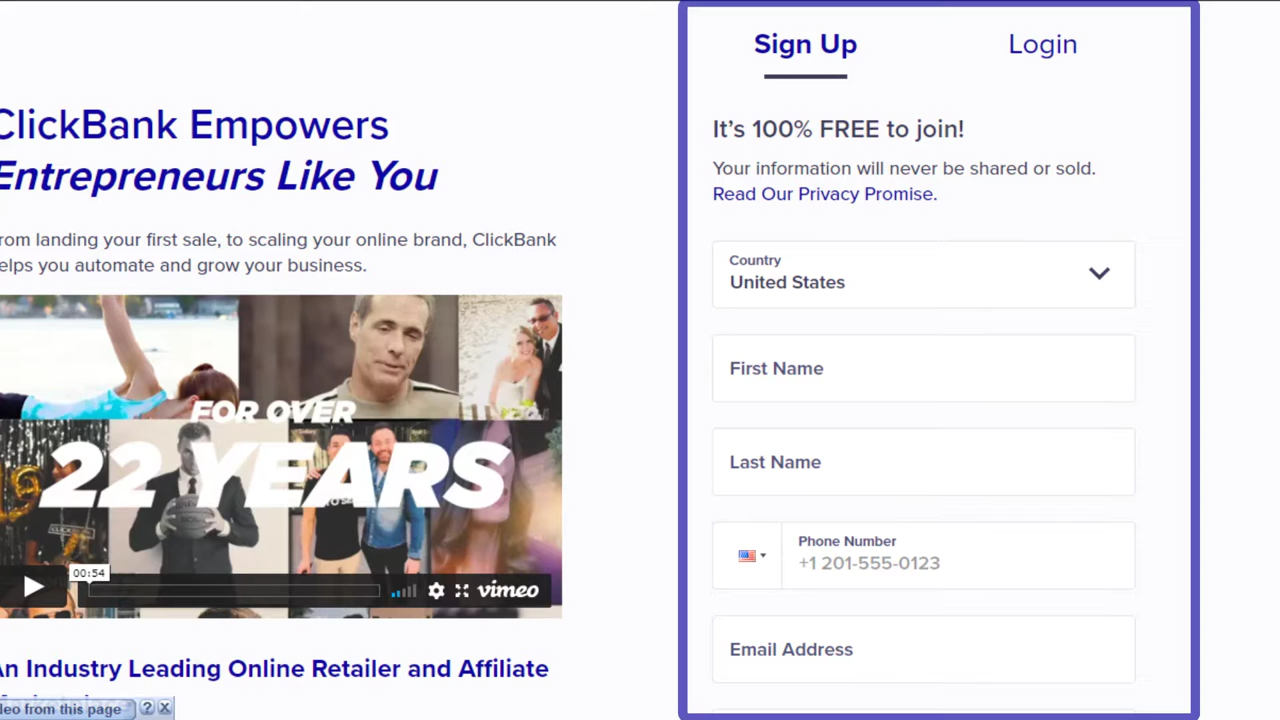 ClickBank Empowers
Entrepreneurs Like You
rom landing your first sale, to scaling your online brand, ClickBank
elps you automate and grow your business.
FOR OVER
22 YEARS
00:54
vimeo
An Industry Leading Online Retailer and Affiliate
leo from this page ? X
Sign Up
Login
It's 100% FREE to join!
Your information will never be shared or sold.
Read Our Privacy Promise.
Country
United States
First Name
Last Name
Phone Number
+1 201-555-0123
Email Address